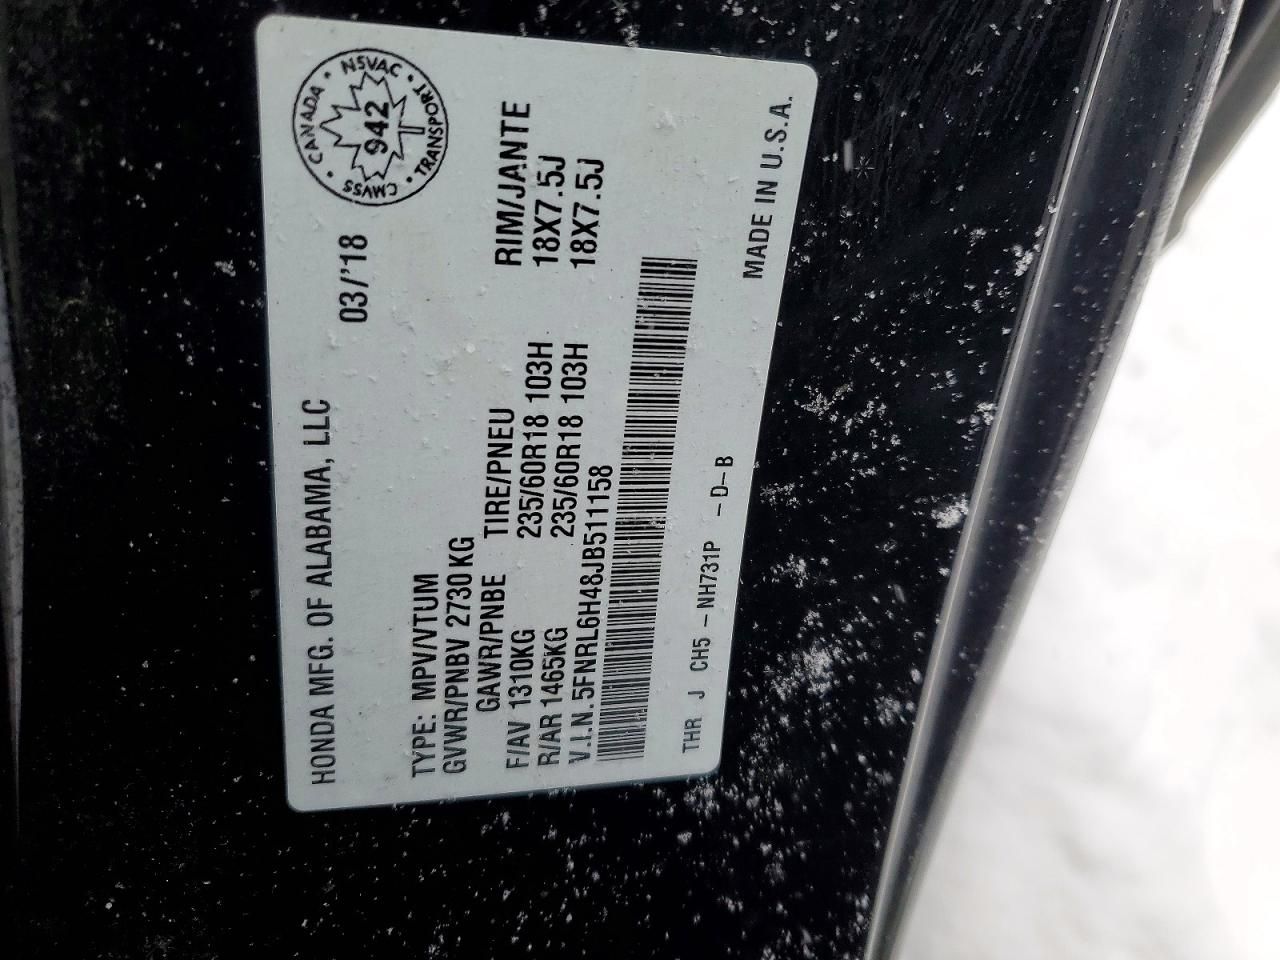 HONDA MFG. OF ALABAMA, LLC
03/'18
CANADA • NSVAC • TRANSPORT • CMVSS •
942
TYPE: MPV/VTUM
GVWR/PNBV 2730KG
GAWR/PNBE TIRE/PNEU RIM/JANTE
F/AV 1310KG 235/60R18 103H 18X7.5J
R/AR 1465KG 235/60R18 103H 18X7.5J
V.I.N. 5FNRL6H48JB511158
THR J CH5 - NH731P - D- B
MADE IN U.S.A.